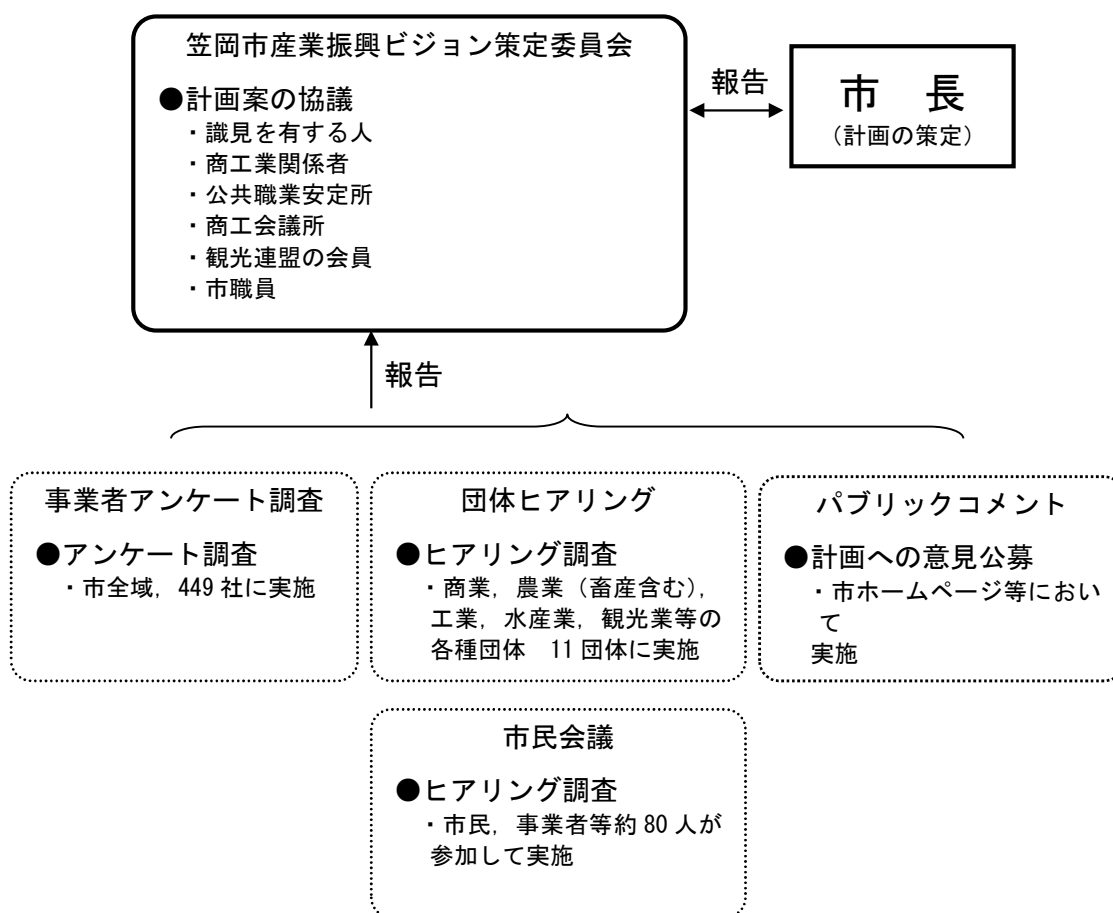 笠岡市産業振興ビジョン策定委員会
●計画案の協議
・識見を有する人
・商工業関係者
・公共職業安定所
・商工会議所
・観光連盟の会員
・市職員
報告
市　長
（計画の策定）
報告
事業者アンケート調査
●アンケート調査
・市全域，449 社に実施
団体ヒアリング
●ヒアリング調査
・商業，農業（畜産含む），
工業，水産業，観光業等の
各種団体　11 団体に実施
パブリックコメント
●計画への意見公募
・市ホームページ等におい
て
実施
市民会議
●ヒアリング調査
・市民，事業者等約 80 人が
参加して実施